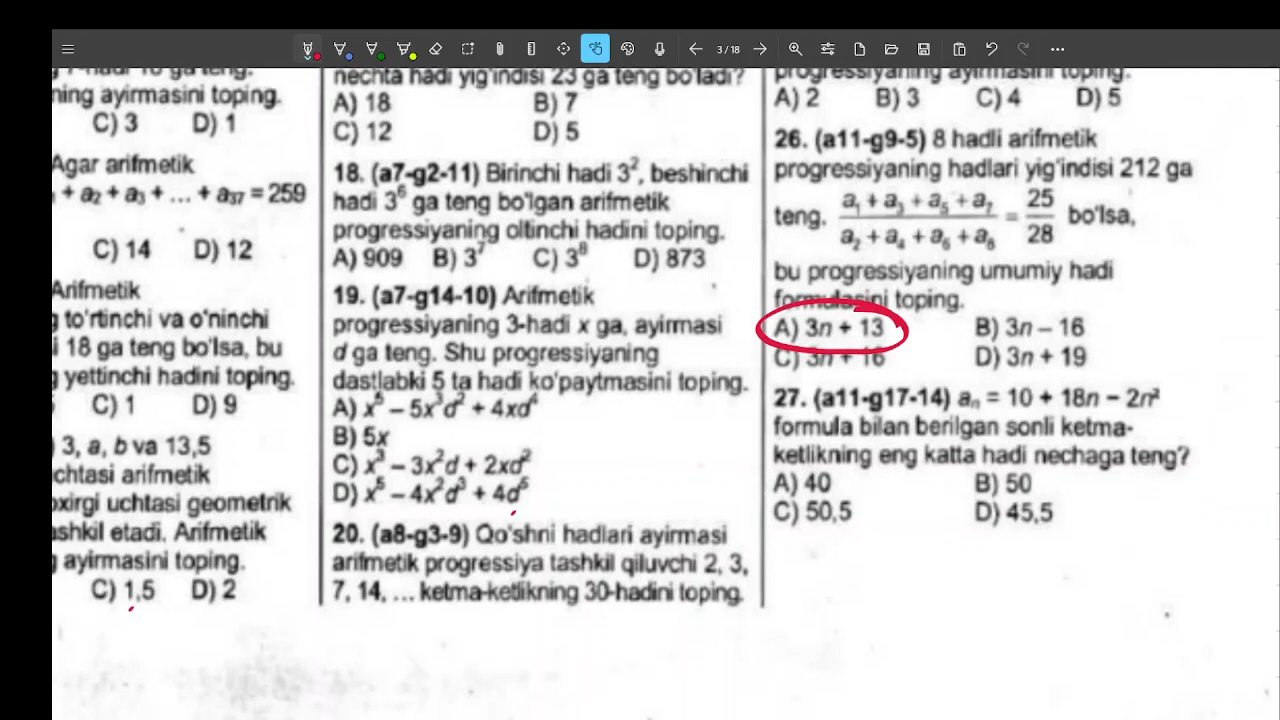 3/18
ning ayirmasini toping.
C) 3 D) 1
Agar arifmetik
+ a₂ + a₃ + … + a₃₇ = 259
C) 14 D) 12
Arifmetik
to'rtinchi va o'ninchi
18 ga teng bo'lsa, bu
yettinchi hadini toping.
C) 1 D) 9
3, a, b va 13,5
arifmetik
uchtasi geometrik
etadi. Arifmetik
ayirmasini toping.
C) 1,5 D) 2
nechta hadi yig'indisi 23 ga teng bo'ladi?
A) 18 B) 7
C) 12 D) 5
18. (a7-g2-11) Birinchi hadi 3², beshinchi
hadi 3⁶ ga teng bo'lgan arifmetik
progressiyaning oltinchi hadini toping.
A) 909 B) 3⁷ C) 3⁸ D) 873
19. (a7-g14-10) Arifmetik
progressiyaning 3-hadi x ga, ayirmasi
d ga teng. Shu progressiyaning
dastlabki 5 ta hadi ko'paytmasini toping.
A) x⁵ – 5x³d² + 4xd⁴
B) 5x
C) x³ – 3x²d + 2xd²
D) x⁵ – 4x²d³ + 4d⁵
20. (a8-g3-9) Qo'shni hadlari ayirmasi
arifmetik progressiya tashkil qiluvchi 2, 3,
7, 14, … ketma-ketlikning 30-hadini toping.
progressiyaning ayirmasini toping.
A) 2 B) 3 C) 4 D) 5
26. (a11-g9-5) 8 hadli arifmetik
progressiyaning hadlari yig'indisi 212 ga
teng. (a₁ + a₃ + a₅ + a₇)/(a₂ + a₄ + a₆ + a₈) = 25/28 bo'lsa,
bu progressiyaning umumiy hadi
formulasini toping.
A) 3n + 13 B) 3n – 16
C) 3n + 16 D) 3n + 19
27. (a11-g17-14) aₙ = 10 + 18n – 2n²
formula bilan berilgan sonli ketma-
ketlikning eng katta hadi nechaga teng?
A) 40 B) 50
C) 50,5 D) 45,5